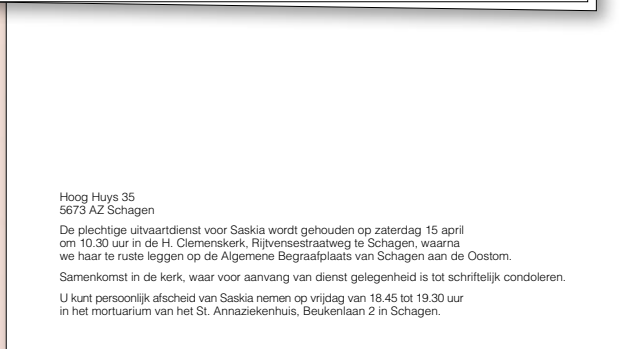 Hoog Huys 35
5673 AZ Schagen
De plechtige uitvaartdienst voor Saskia wordt gehouden op zaterdag 15 april
om 10.30 uur in de H. Clemenskerk, Rijtvensestraatweg te Schagen, waarna
we haar te ruste leggen op de Algemene Begraafplaats van Schagen aan de Oostom.
Samenkomst in de kerk, waar voor aanvang van dienst gelegenheid is tot schriftelijk condoleren.
U kunt persoonlijk afscheid van Saskia nemen op vrijdag van 18.45 tot 19.30 uur
in het mortuarium van het St. Annaziekenhuis, Beukenlaan 2 in Schagen.